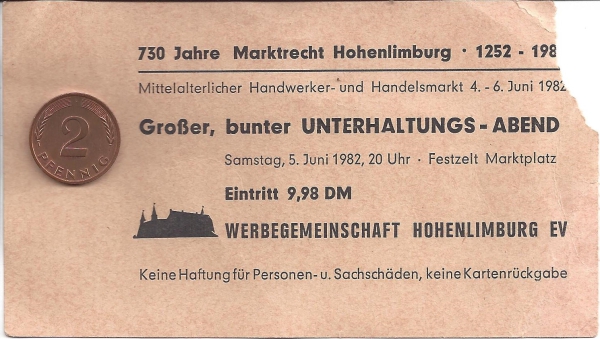 730 Jahre Marktrecht Hohenlimburg · 1252 - 198
Mittelalterlicher Handwerker- und Handelsmarkt 4. - 6. Juni 1982
Großer, bunter UNTERHALTUNGS - ABEND
Samstag, 5. Juni 1982, 20 Uhr · Festzelt Marktplatz
Eintritt 9,98 DM
WERBEGEMEINSCHAFT HOHENLIMBURG EV
Keine Haftung für Personen- u. Sachschäden, keine Kartenrückgabe
2
PFENNIG